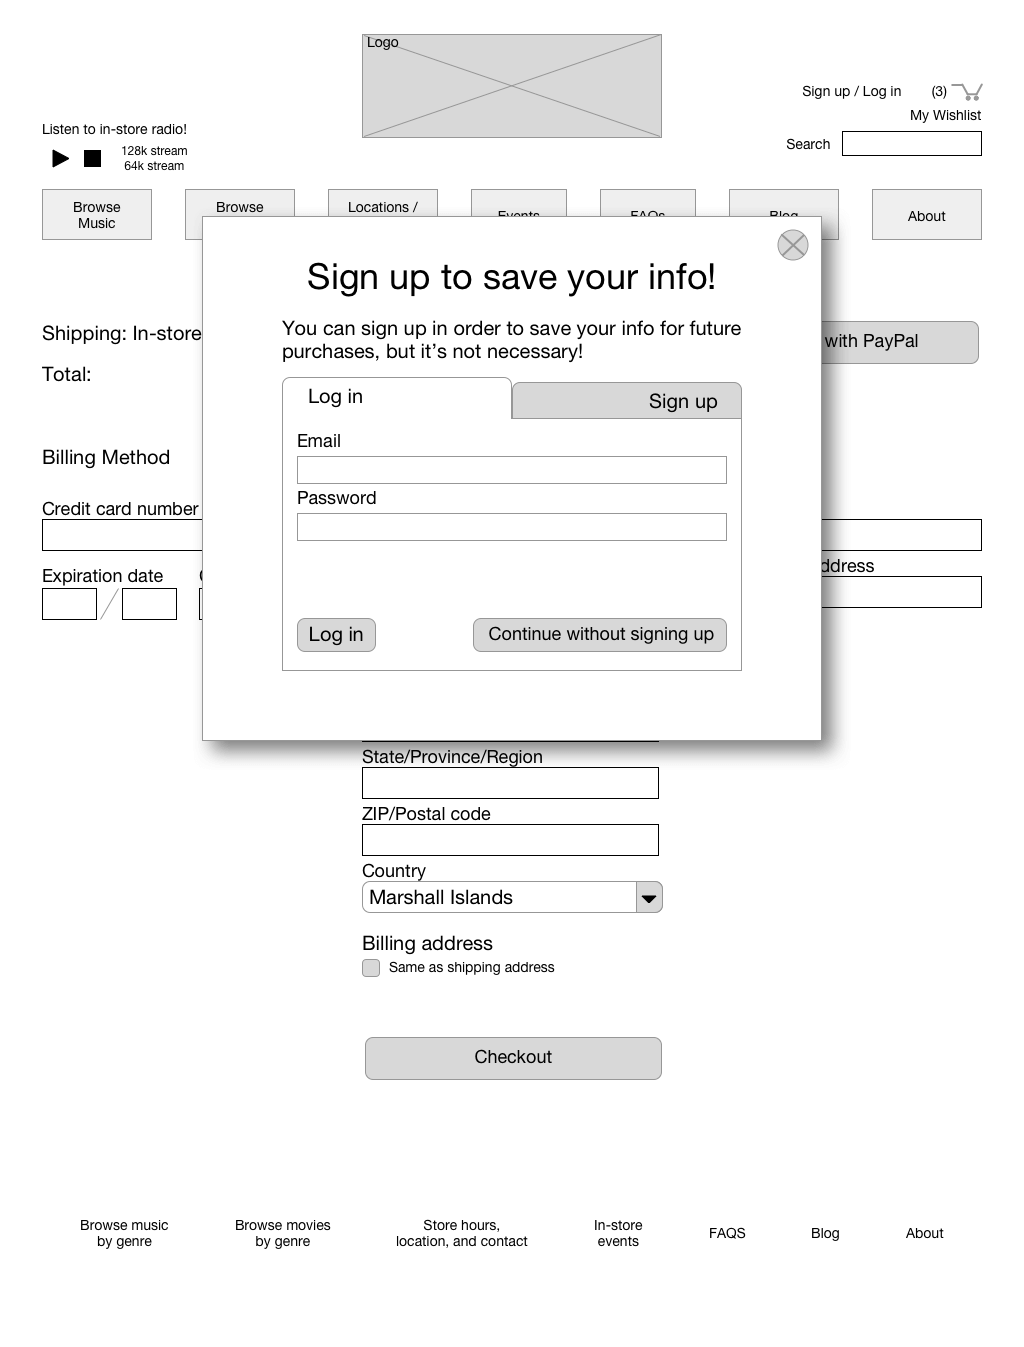 Logo
Sign up / Log in (3)
My Wishlist
Listen to in-store radio!
Search
128k stream
64k stream
Browse
Music
Browse
Locations /
Events
FAQs
Blog
About
Sign up to save your info!
You can sign up in order to save your info for future
purchases, but it's not necessary!
Shipping: In-store
with PayPal
Total:
Log in
Sign up
Email
Billing Method
Password
Credit card number
Expiration date
ddress
Log in
Continue without signing up
State/Province/Region
ZIP/Postal code
Country
Marshall Islands
Billing address
Same as shipping address
Checkout
Browse music
by genre
Browse movies
by genre
Store hours,
location, and contact
In-store
events
FAQS
Blog
About